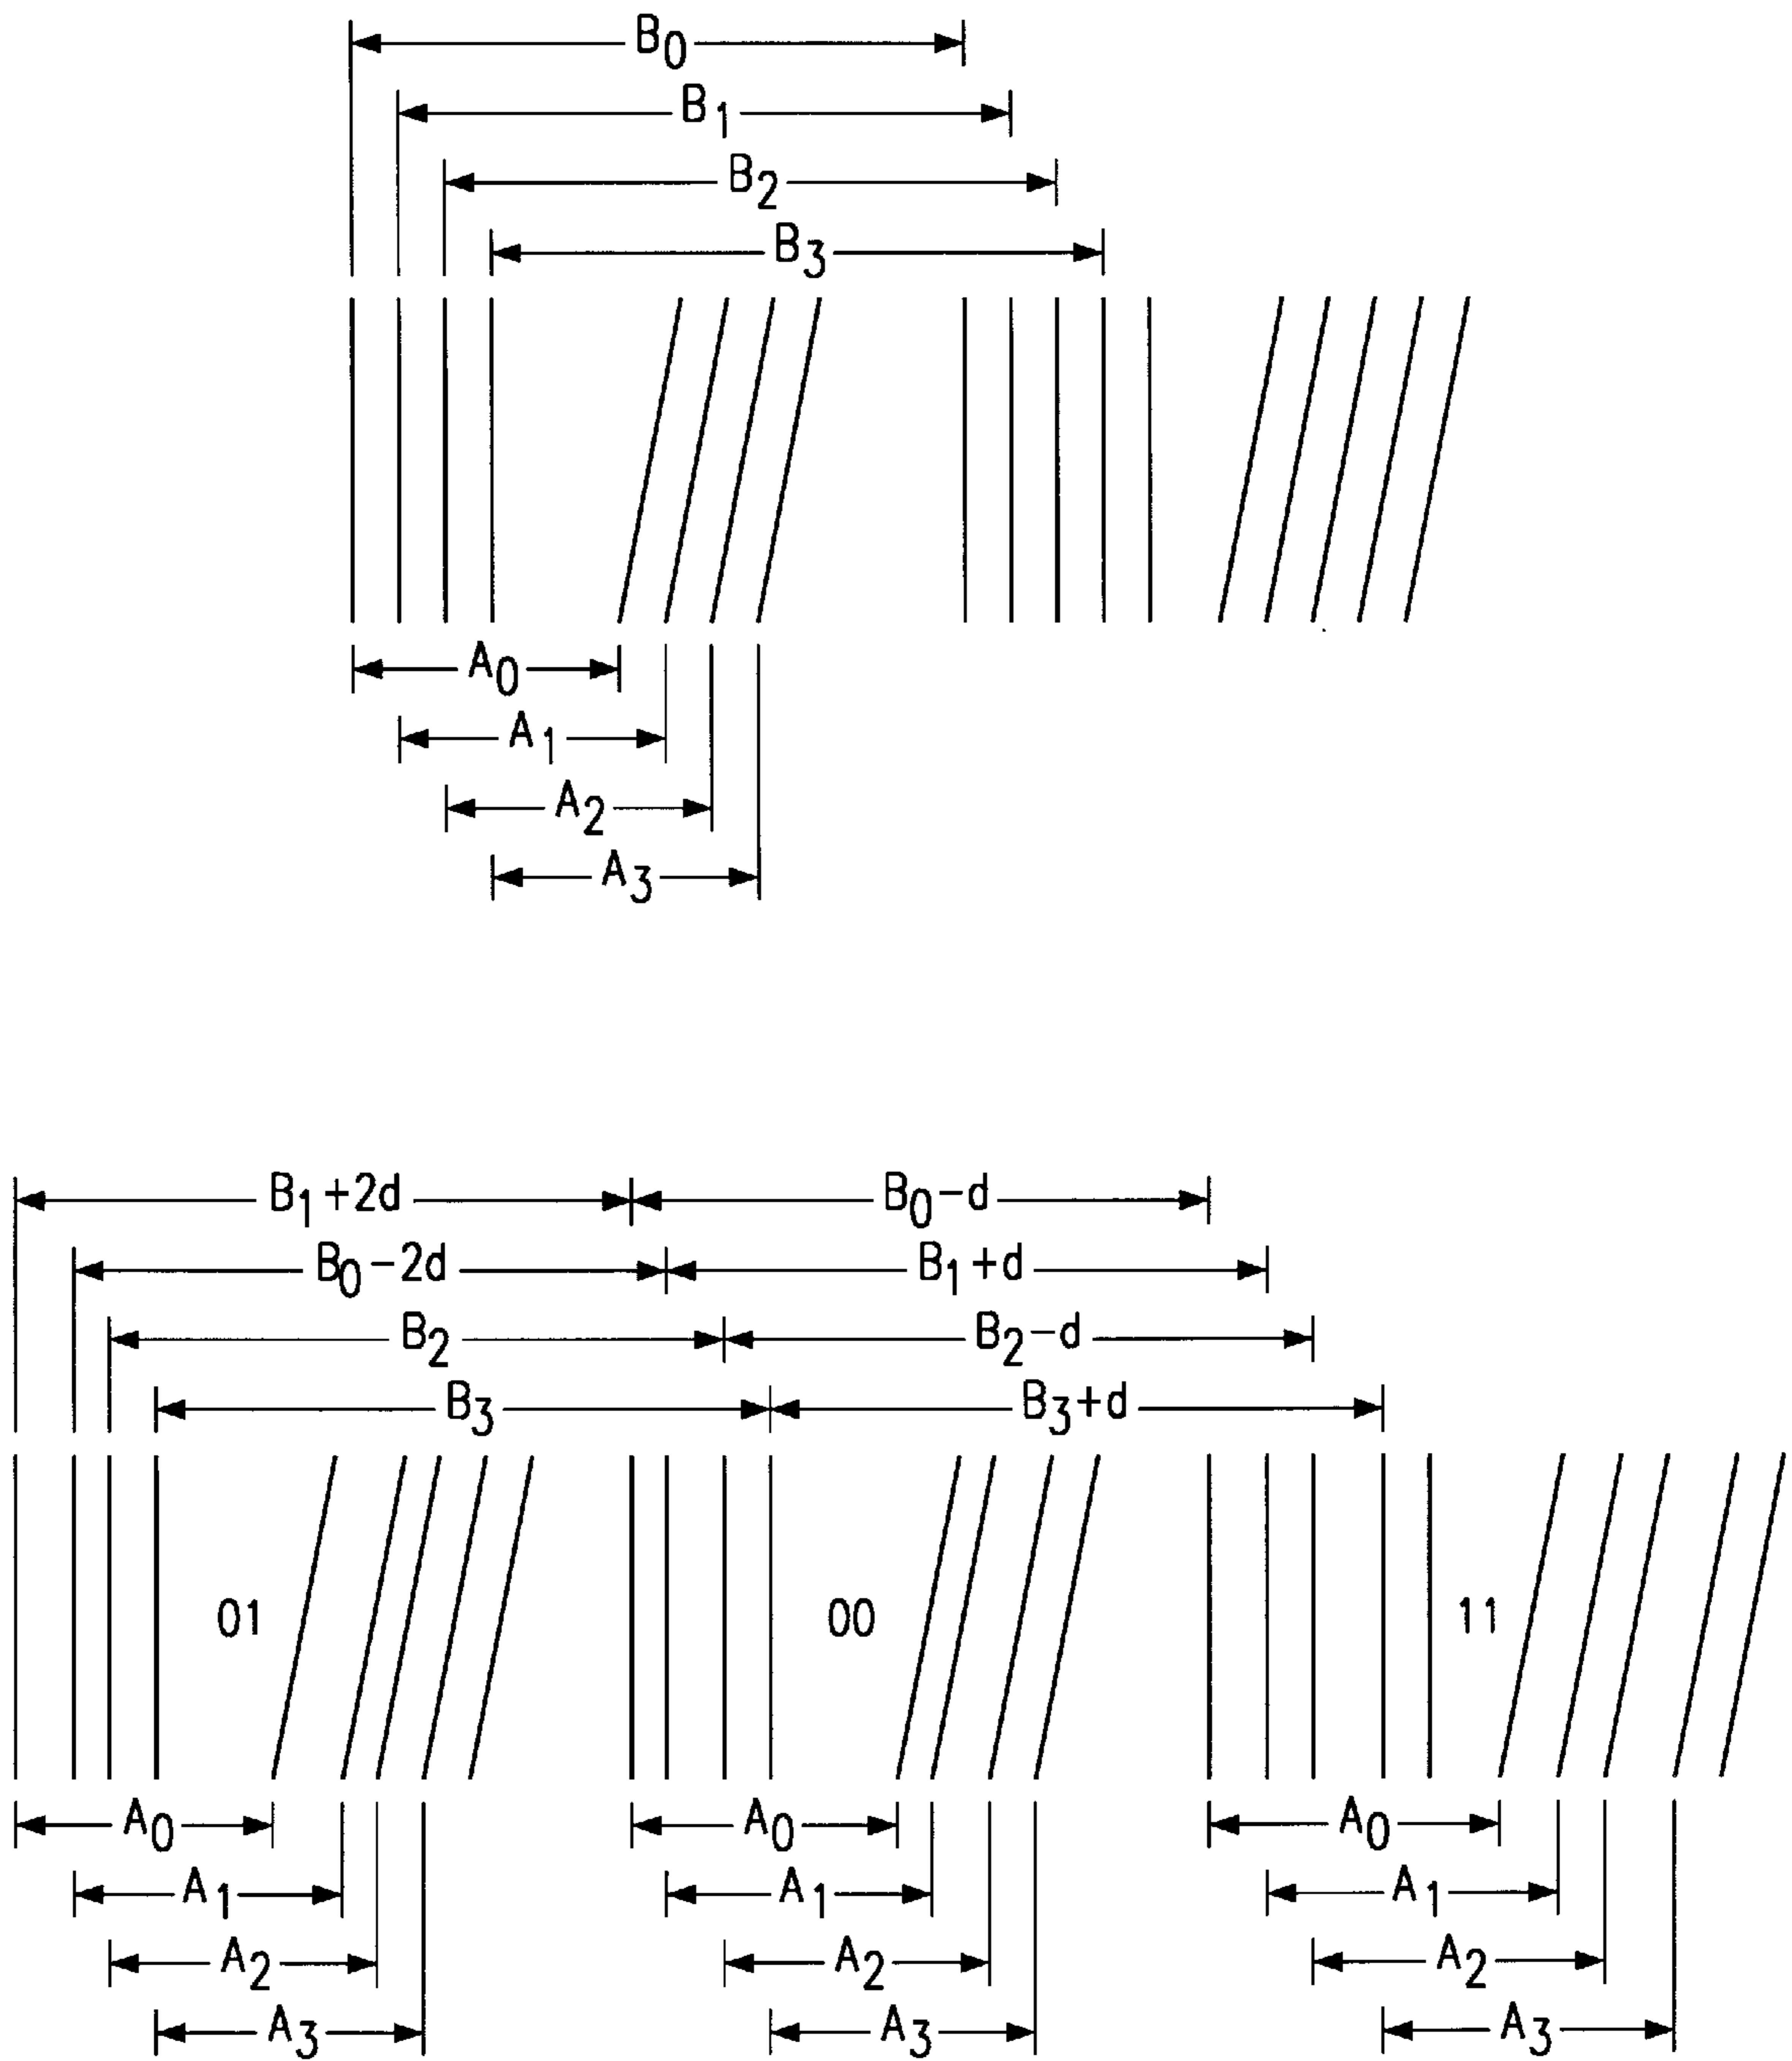 B0
B1
B2
B3
A0
A1
A2
A3
B1+2d B0-d
B0-2d B1+d
B2 B2-d
B3 B3+d
01 00 11
A0 A0 A0
A1 A1 A1
A2 A2 A2
A3 A3 A3